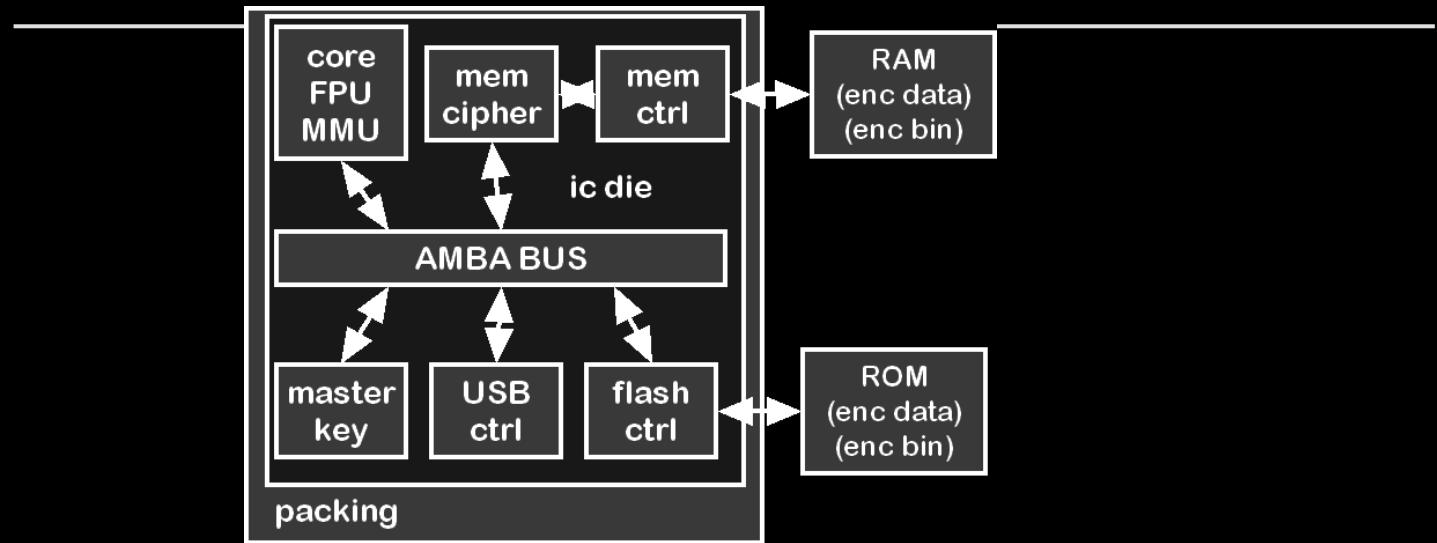 core
FPU
MMU
mem
cipher
mem
ctrl
RAM
(enc data)
(enc bin)
ic die
AMBA BUS
master
key
USB
ctrl
flash
ctrl
ROM
(enc data)
(enc bin)
packing